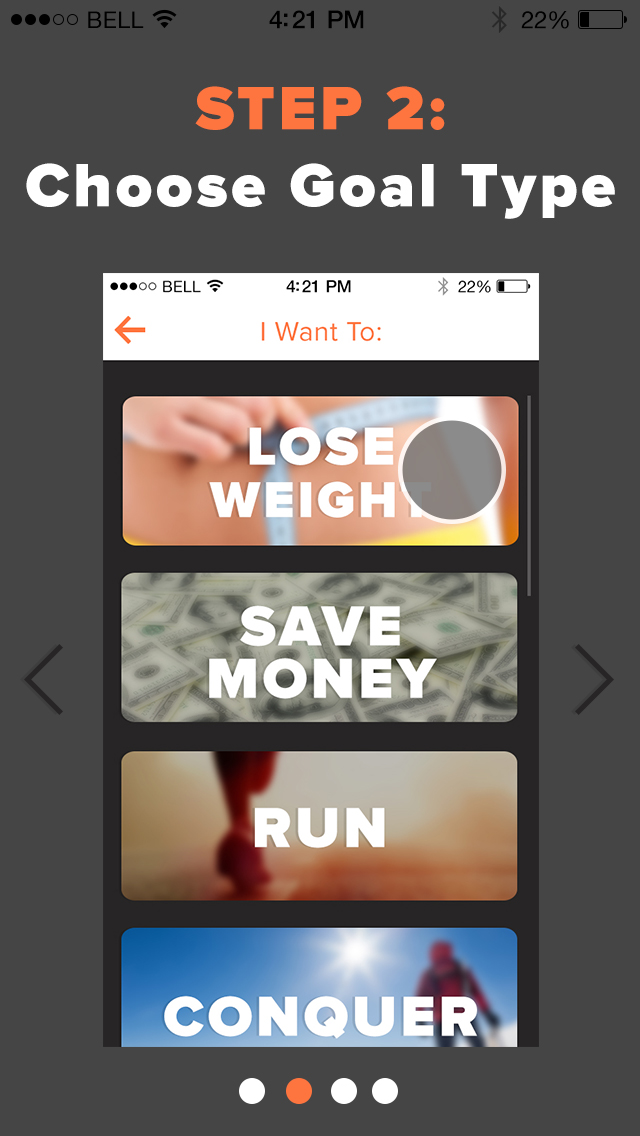 BELL 4:21 PM 22%
STEP 2:
Choose Goal Type
BELL 4:21 PM 22%
I Want To:
LOSE
WEIGHT
SAVE
MONEY
RUN
CONQUER